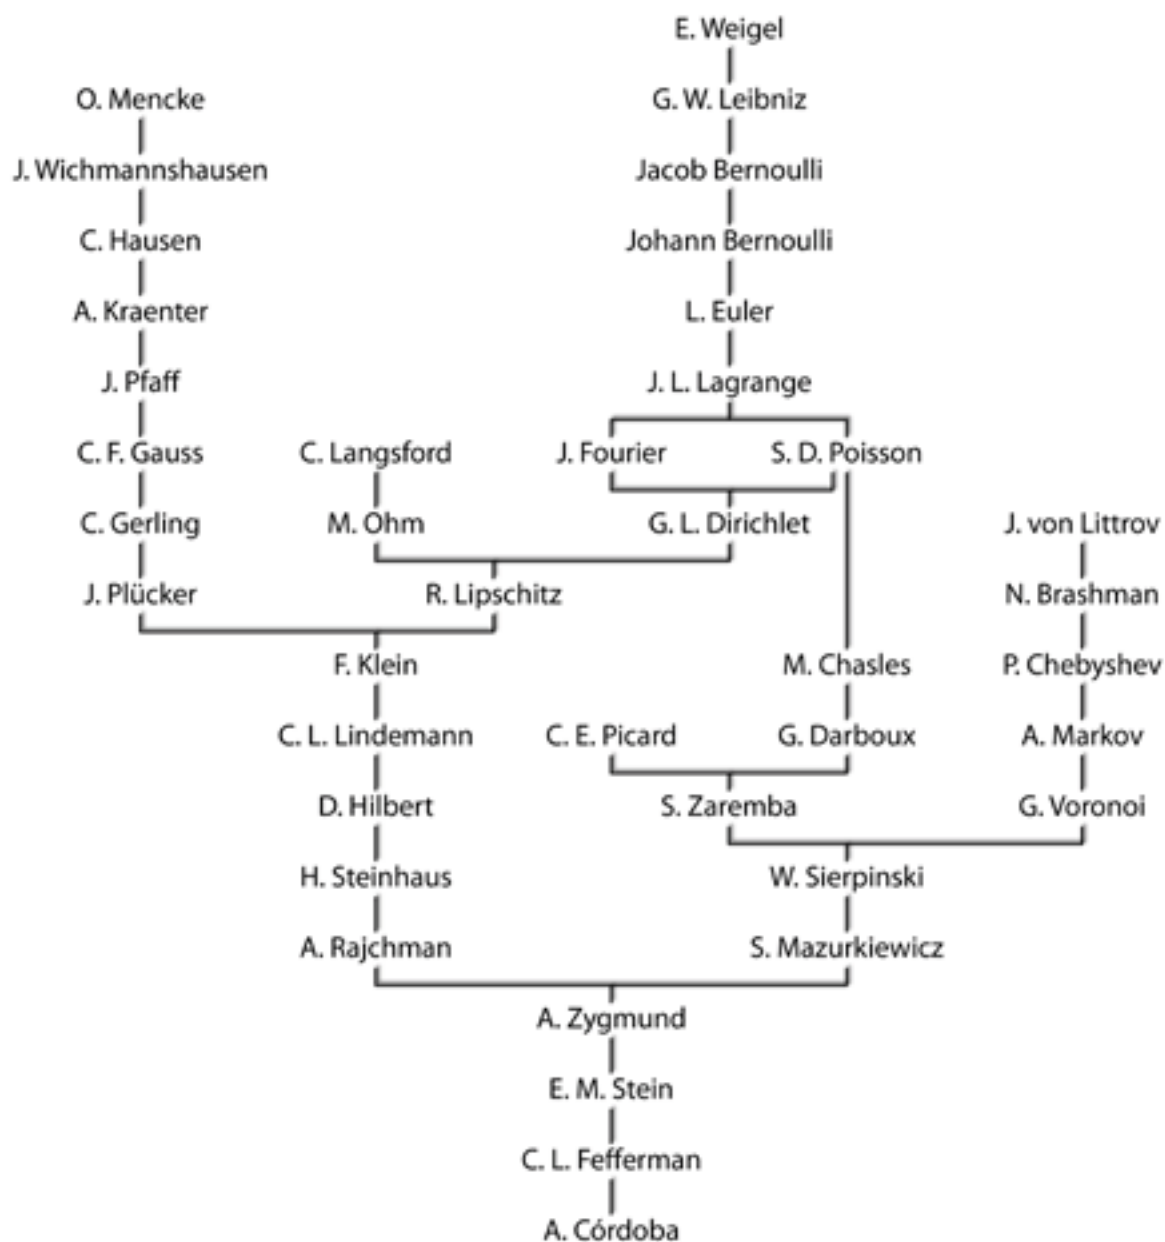 E. Weigel
O. Mencke G. W. Leibniz
J. Wichmannshausen Jacob Bernoulli
C. Hausen Johann Bernoulli
A. Kraenter L. Euler
J. Pfaff J. L. Lagrange
C. F. Gauss C. Langsford J. Fourier S. D. Poisson
C. Gerling M. Ohm G. L. Dirichlet J. von Littrov
J. Plücker R. Lipschitz N. Brashman
F. Klein M. Chasles P. Chebyshev
C. L. Lindemann C. E. Picard G. Darboux A. Markov
D. Hilbert S. Zaremba G. Voronoi
H. Steinhaus W. Sierpinski
A. Rajchman S. Mazurkiewicz
A. Zygmund
E. M. Stein
C. L. Fefferman
A. Córdoba